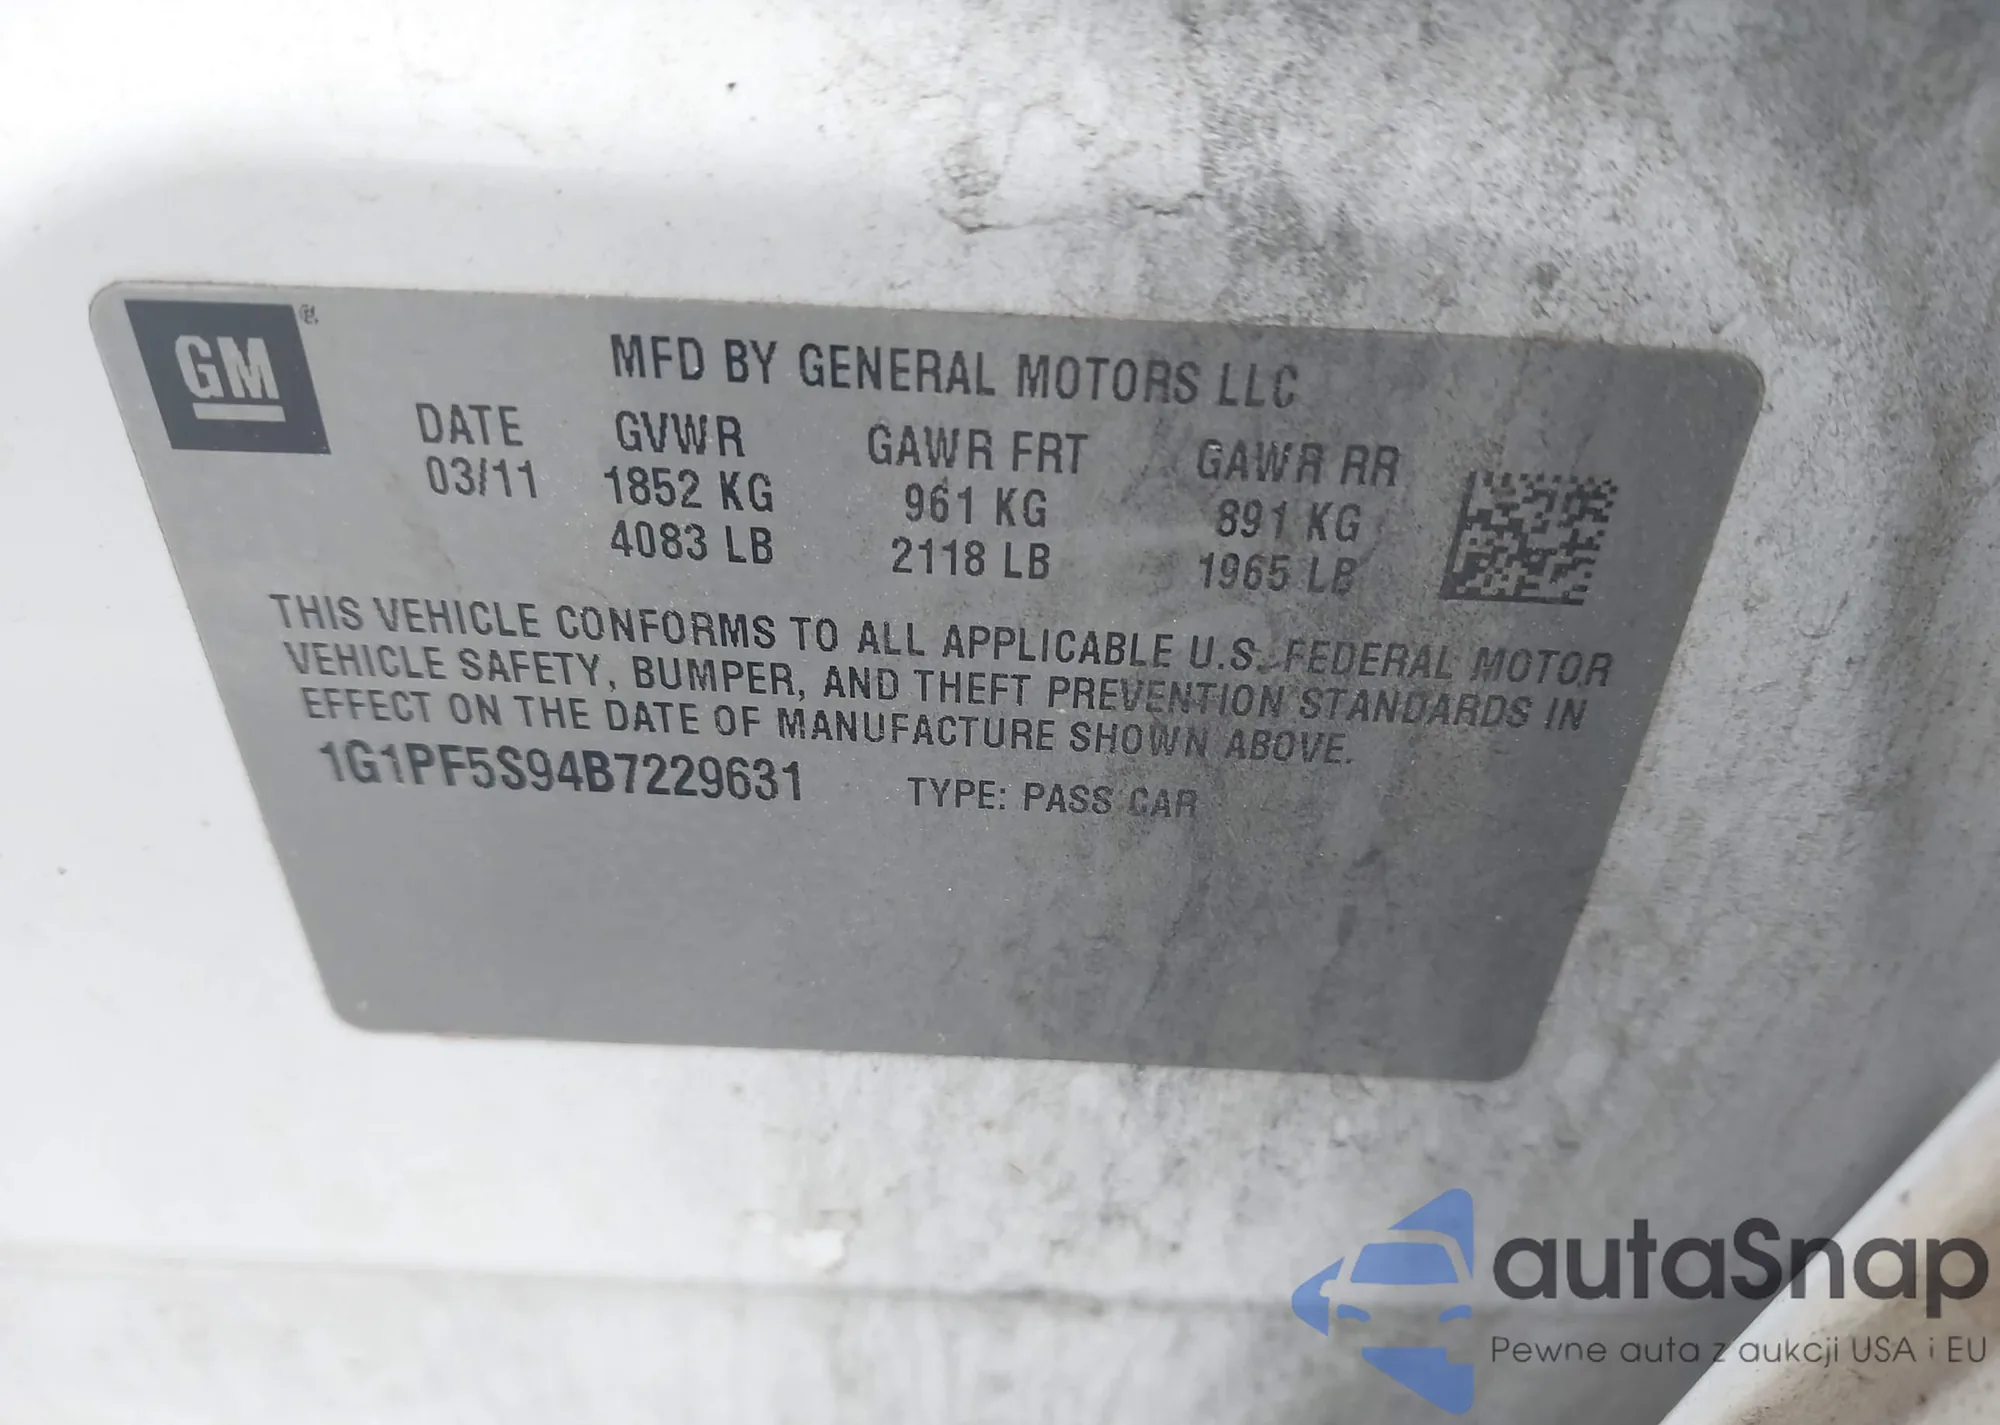 GM
MFD BY GENERAL MOTORS LLC
DATE GVWR GAWR FRT GAWR RR
03/11 1852 KG 961 KG 891 KG
4083 LB 2118 LB 1965 LB
THIS VEHICLE CONFORMS TO ALL APPLICABLE U.S. FEDERAL MOTOR
VEHICLE SAFETY, BUMPER, AND THEFT PREVENTION STANDARDS IN
EFFECT ON THE DATE OF MANUFACTURE SHOWN ABOVE.
1G1PF5S94B7229631 TYPE: PASS CAR
autaSnap
Pewne auta z aukcji USA i EU